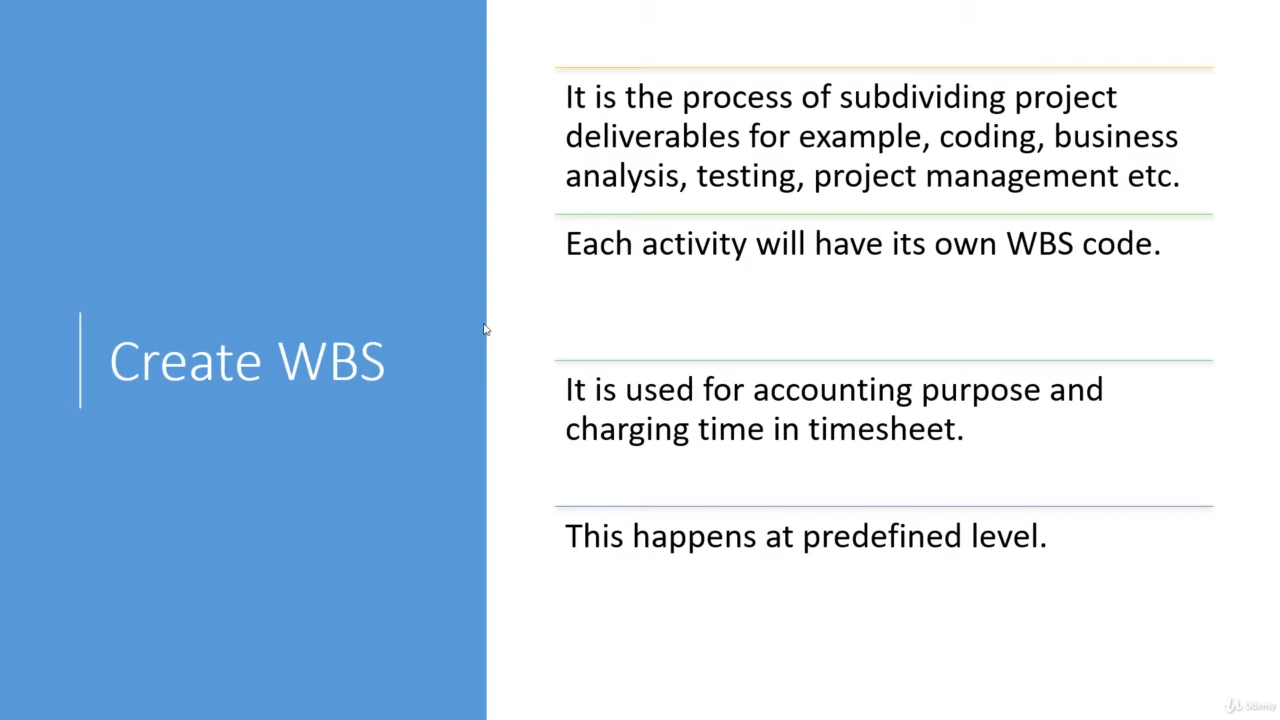 Create WBS
It is the process of subdividing project
deliverables for example, coding, business
analysis, testing, project management etc.
Each activity will have its own WBS code.
It is used for accounting purpose and
charging time in timesheet.
This happens at predefined level.
Udemy